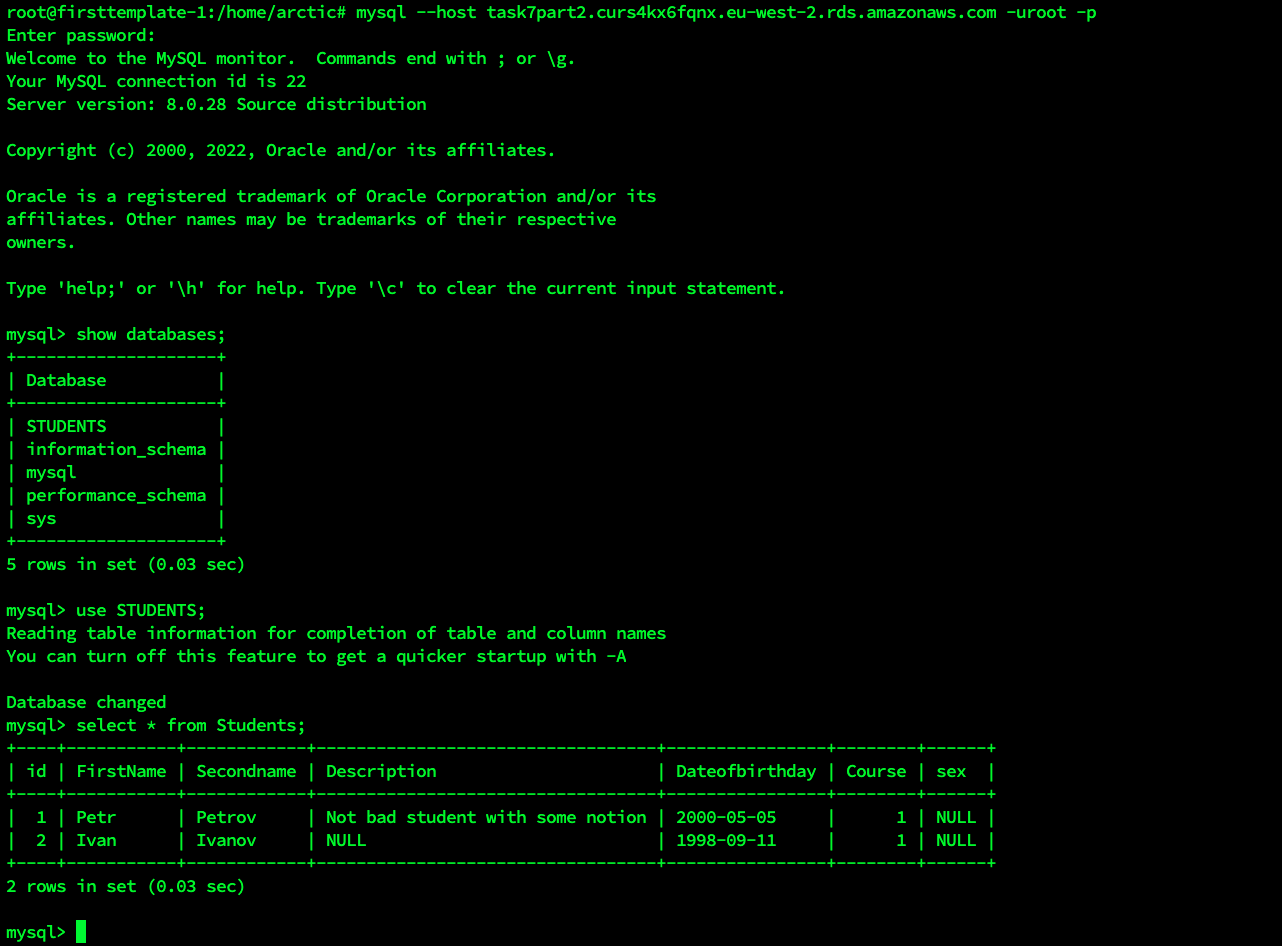 root@firsttemplate-1:/home/arctic# mysql --host task7part2.curs4kx6fqnx.eu-west-2.rds.amazonaws.com -uroot -p
Enter password:
Welcome to the MySQL monitor.  Commands end with ; or \g.
Your MySQL connection id is 22
Server version: 8.0.28 Source distribution

Copyright (c) 2000, 2022, Oracle and/or its affiliates.

Oracle is a registered trademark of Oracle Corporation and/or its
affiliates. Other names may be trademarks of their respective
owners.

Type 'help;' or '\h' for help. Type '\c' to clear the current input statement.

mysql> show databases;
+--------------------+
| Database           |
+--------------------+
| STUDENTS           |
| information_schema |
| mysql              |
| performance_schema |
| sys                |
+--------------------+
5 rows in set (0.03 sec)

mysql> use STUDENTS;
Reading table information for completion of table and column names
You can turn off this feature to get a quicker startup with -A

Database changed
mysql> select * from Students;
+----+-----------+------------+----------------------------------+----------------+--------+------+
| id | FirstName | Secondname | Description                      | Dateofbirthday | Course | sex  |
+----+-----------+------------+----------------------------------+----------------+--------+------+
|  1 | Petr      | Petrov     | Not bad student with some notion | 2000-05-05     |      1 | NULL |
|  2 | Ivan      | Ivanov     | NULL                             | 1998-09-11     |      1 | NULL |
+----+-----------+------------+----------------------------------+----------------+--------+------+
2 rows in set (0.03 sec)

mysql>